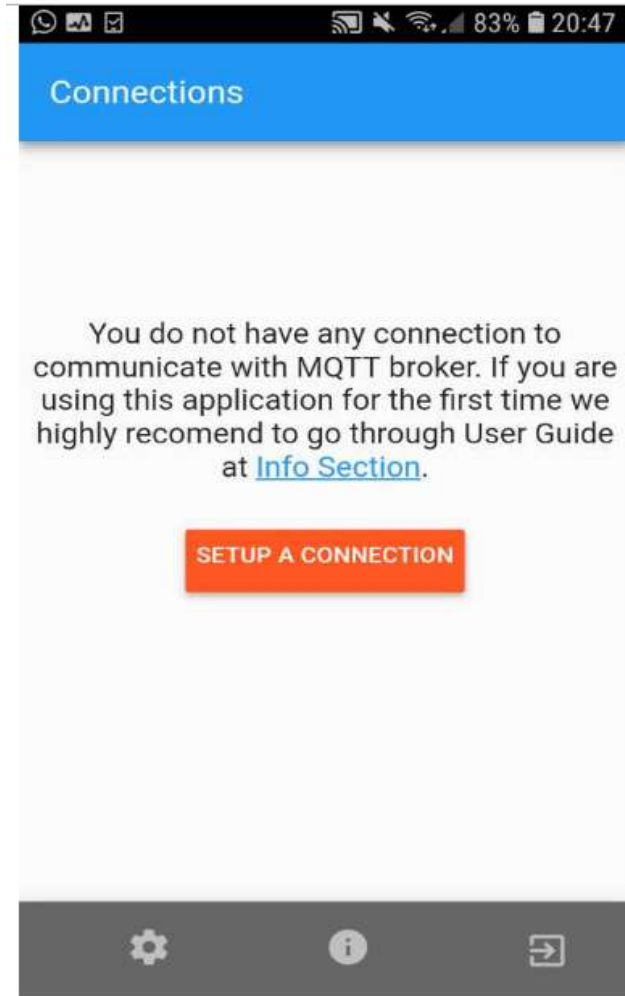 83% 20:47
Connections
You do not have any connection to
communicate with MQTT broker. If you are
using this application for the first time we
highly recomend to go through User Guide
at Info Section.
SETUP A CONNECTION